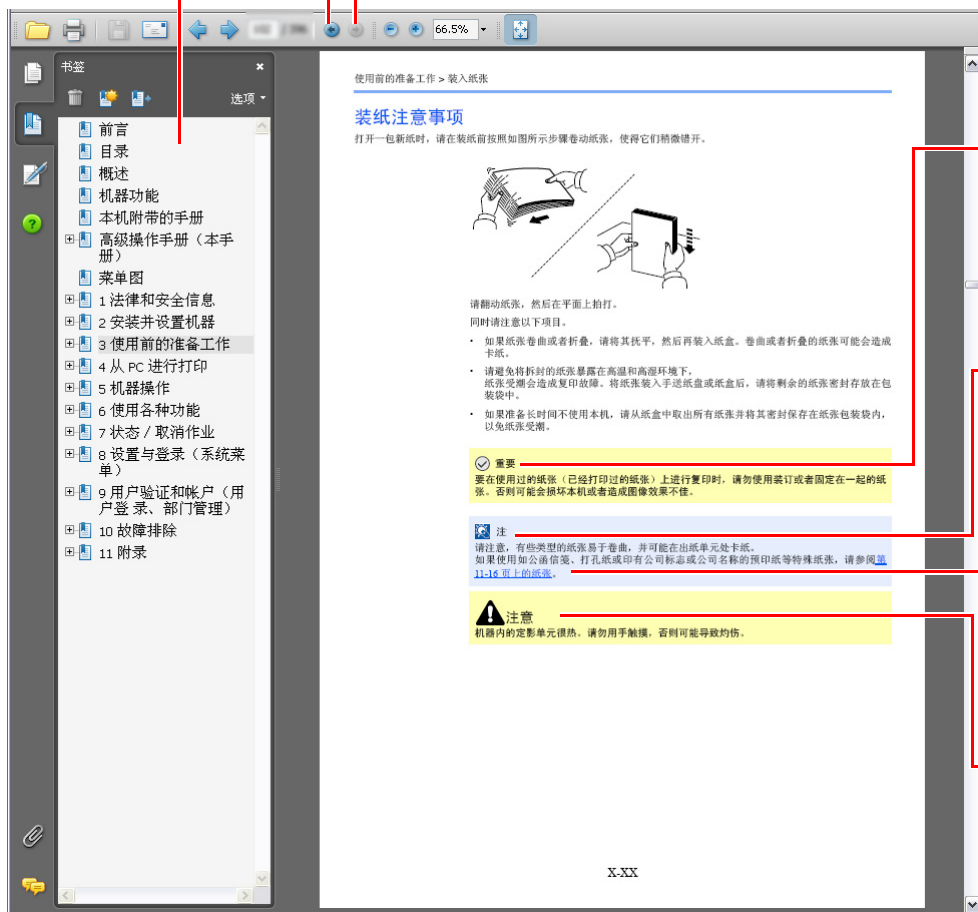 66.5%
书签
选项
前言
目录
概述
机器功能
本机附带的手册
高级操作手册（本手
册）
菜单图
1 法律和安全信息
2 安装并设置机器
3 使用前的准备工作
4 从 PC 进行打印
5 机器操作
6 使用各种功能
7 状态 / 取消作业
8 设置与登录（系统菜
单）
9 用户验证和帐户（用
户登 录、部门管理）
10 故障排除
11 附录
使用前的准备工作 > 装入纸张
装纸注意事项
打开一包新纸时，请在装纸前按照如图所示步骤卷动纸张，使得它们稍微错开。
请翻动纸张，然后在平面上拍打。
同时请注意以下项目。
• 如果纸张卷曲或者折叠，请将其抚平，然后再装入纸盒。卷曲或者折叠的纸张可能会造成
卡纸。
• 请避免将拆封的纸张暴露在高温和高湿环境下，
纸张受潮会造成复印故障。将纸张装入手送纸盘或纸盒后，请将剩余的纸张密封存放在包
装袋中。
• 如果准备长时间不使用本机，请从纸盒中取出所有纸张并将其密封保存在纸张包装袋内，
以免纸张受潮。
重要
要在使用过的纸张（已经打印过的纸张）上进行复印时，请勿使用装订或者固定在一起的纸
张。否则可能会损坏本机或者造成图像效果不佳。
注
请注意，有些类型的纸张易于卷曲，并可能在出纸单元处卡纸。
如果使用如公函信笺、打孔纸或印有公司标志或公司名称的预印纸等特殊纸张，请参阅第
11-16 页上的纸张。
注意
机器内的定影单元很热。请勿用手触摸，否则可能导致灼伤。
X-XX